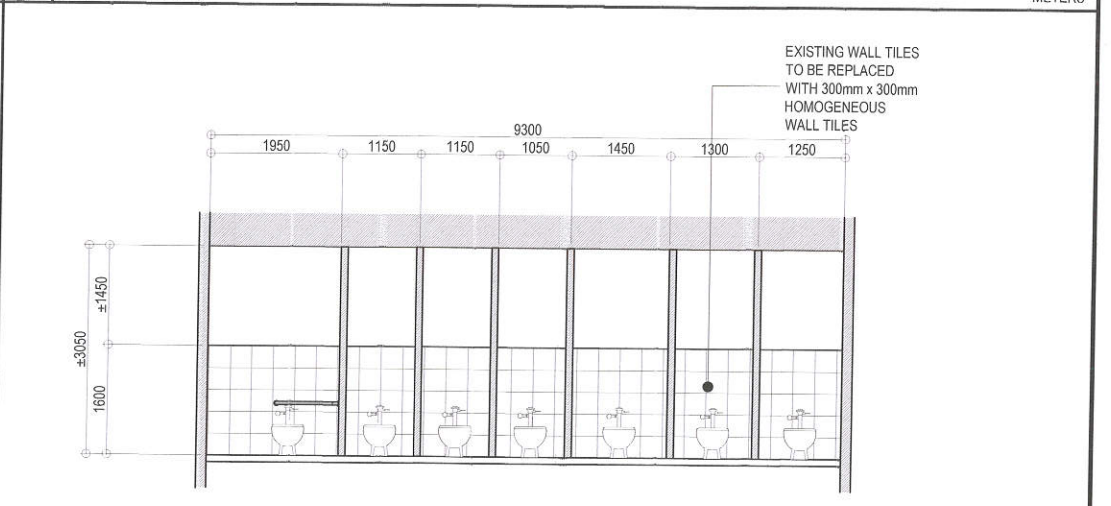 EXISTING WALL TILES
TO BE REPLACED
WITH 300mm x 300mm
HOMOGENEOUS
WALL TILES
9300
1950 1150 1150 1050 1450 1300 1250
±1450
±3050
1600